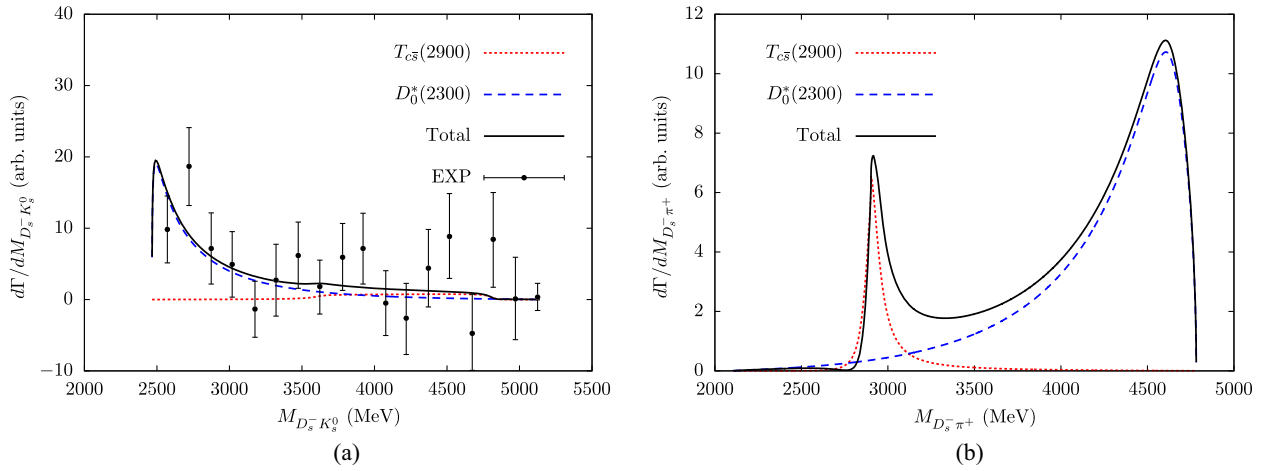 40
30
20
10
0
−10
2000 2500 3000 3500 4000 4500 5000 5500
dΓ/dM_{D_s^- K_s^0} (arb. units)
M_{D_s^- K_s^0} (MeV)
T_{c\bar{s}}(2900)
D_0^*(2300)
Total
EXP
(a)
12
10
8
6
4
2
0
2000 2500 3000 3500 4000 4500 5000
dΓ/dM_{D_s^- π^+} (arb. units)
M_{D_s^- π^+} (MeV)
T_{c\bar{s}}(2900)
D_0^*(2300)
Total
(b)